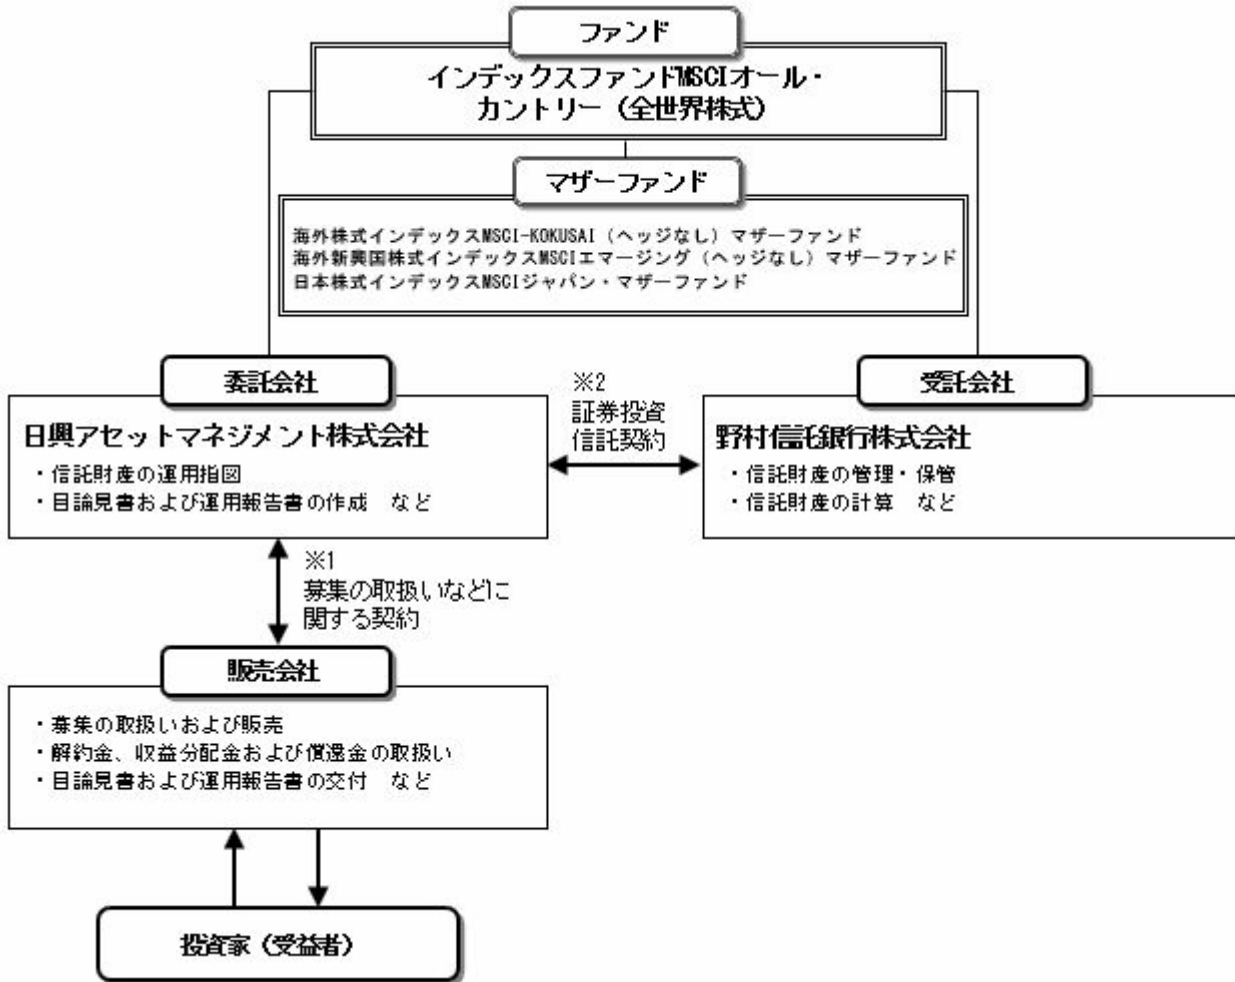 ファンド
インデックスファンドMSCIオール・
カントリー（全世界株式）
マザーファンド
海外株式インデックスMSCI-KOKUSAI（ヘッジなし）マザーファンド
海外新興国株式インデックスMSCIエマージング（ヘッジなし）マザーファンド
日本株式インデックスMSCIジャパン・マザーファンド
委託会社
日興アセットマネジメント株式会社
・信託財産の運用指図
・目論見書および運用報告書の作成　など
※2
証券投資
信託契約
受託会社
野村信託銀行株式会社
・信託財産の管理・保管
・信託財産の計算　など
※1
募集の取扱いなどに
関する契約
販売会社
・募集の取扱いおよび販売
・解約金、収益分配金および償還金の取扱い
・目論見書および運用報告書の交付　など
投資家（受益者）